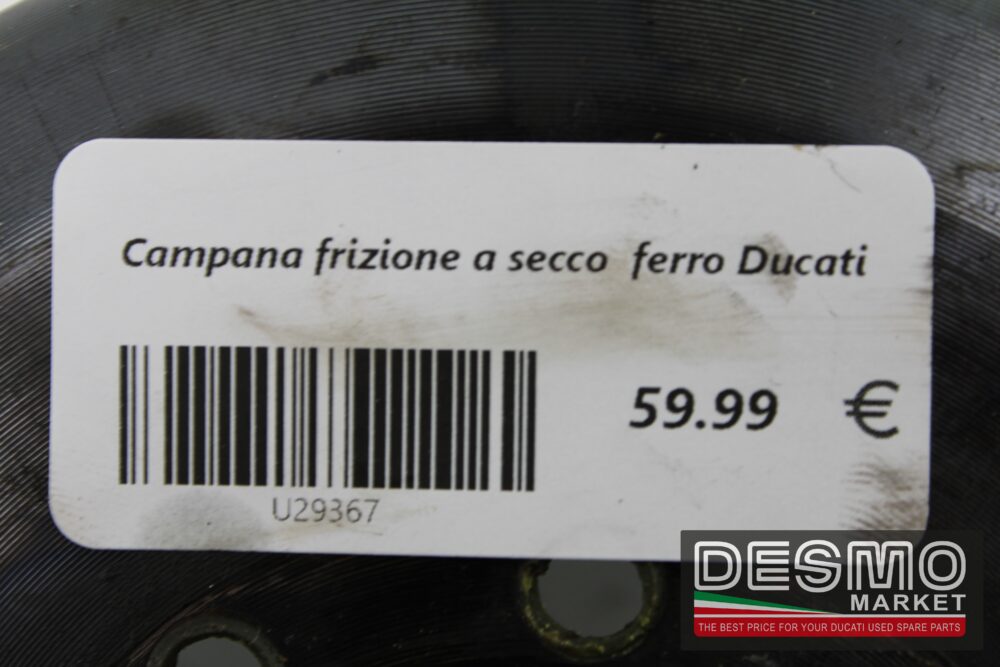 Campana frizione a secco ferro Ducati
59.99 €
U29367
DESMO
MARKET
THE BEST PRICE FOR YOUR DUCATI USED SPARE PARTS